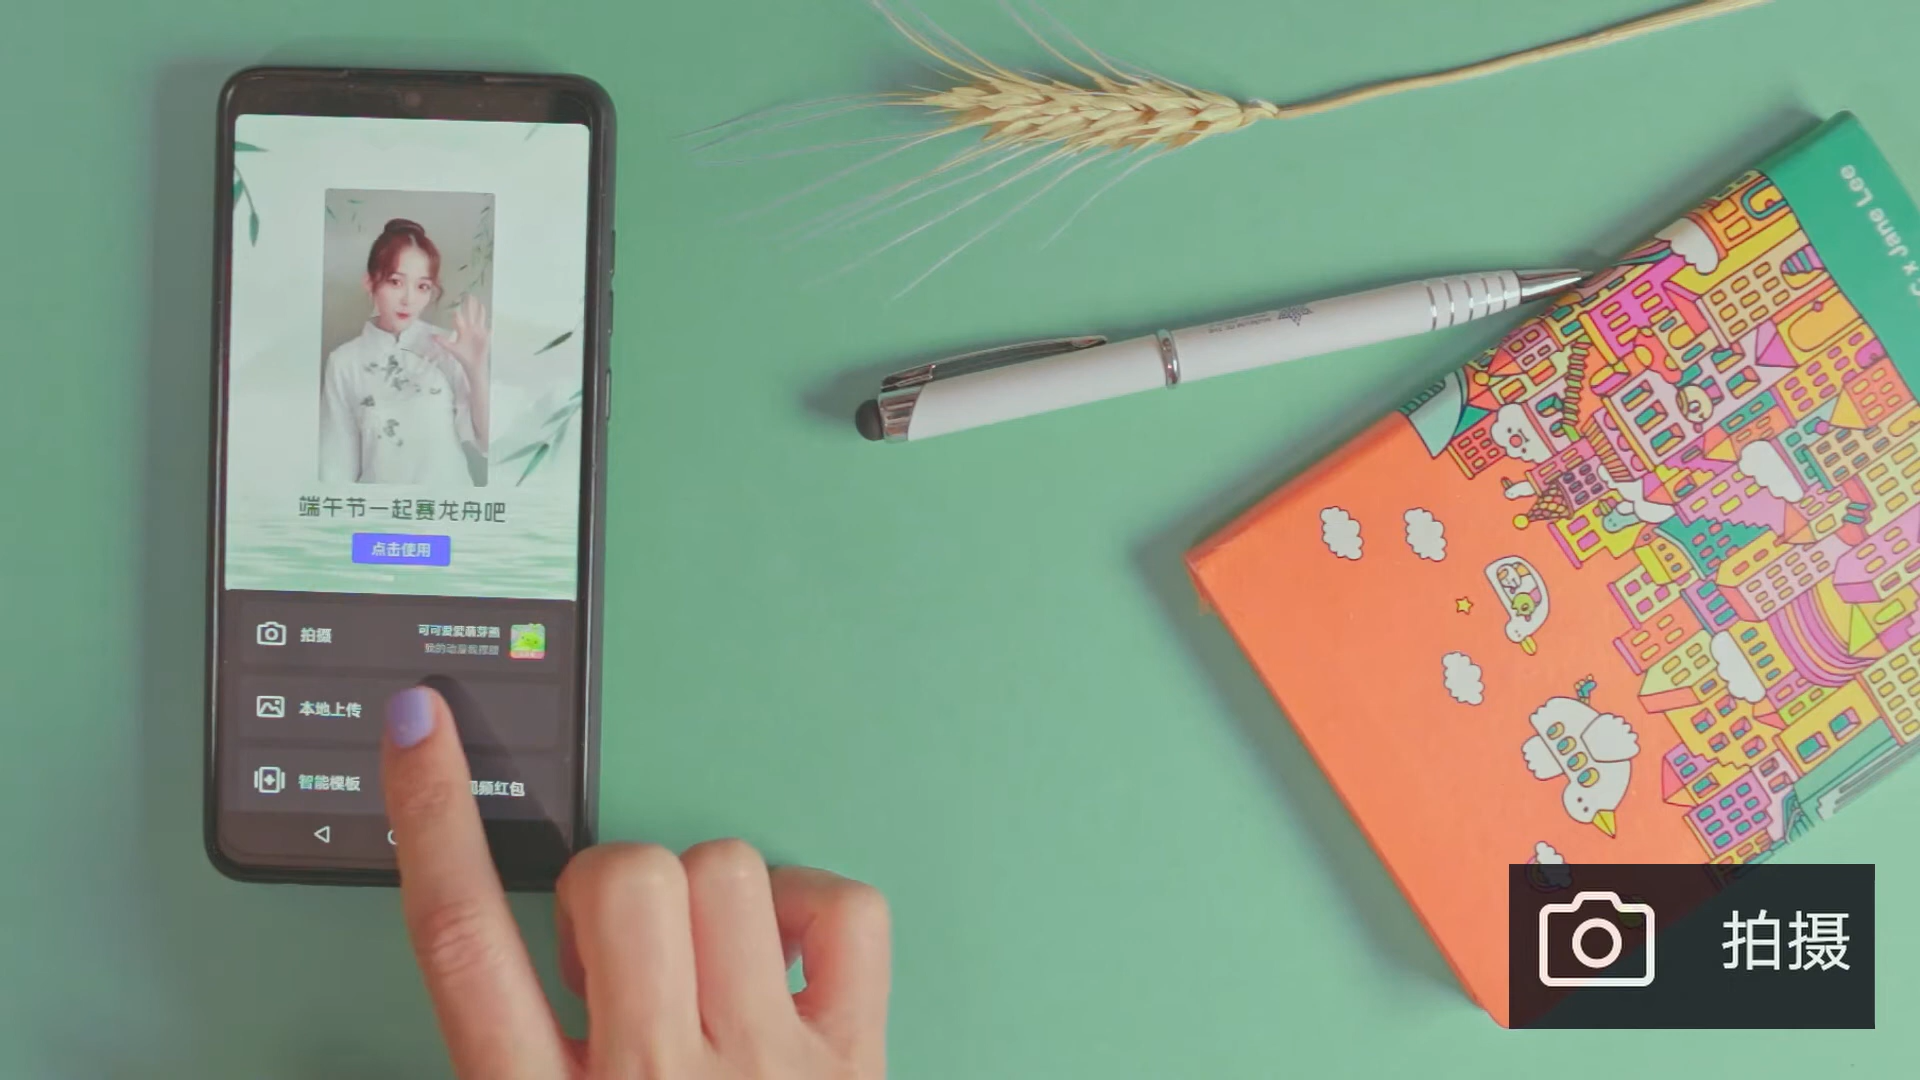 端午节一起赛龙舟吧
点击使用
拍摄
可可爱爱萌芽熊
本地上传
智能模板
视频红包
x Jane Lee
拍摄